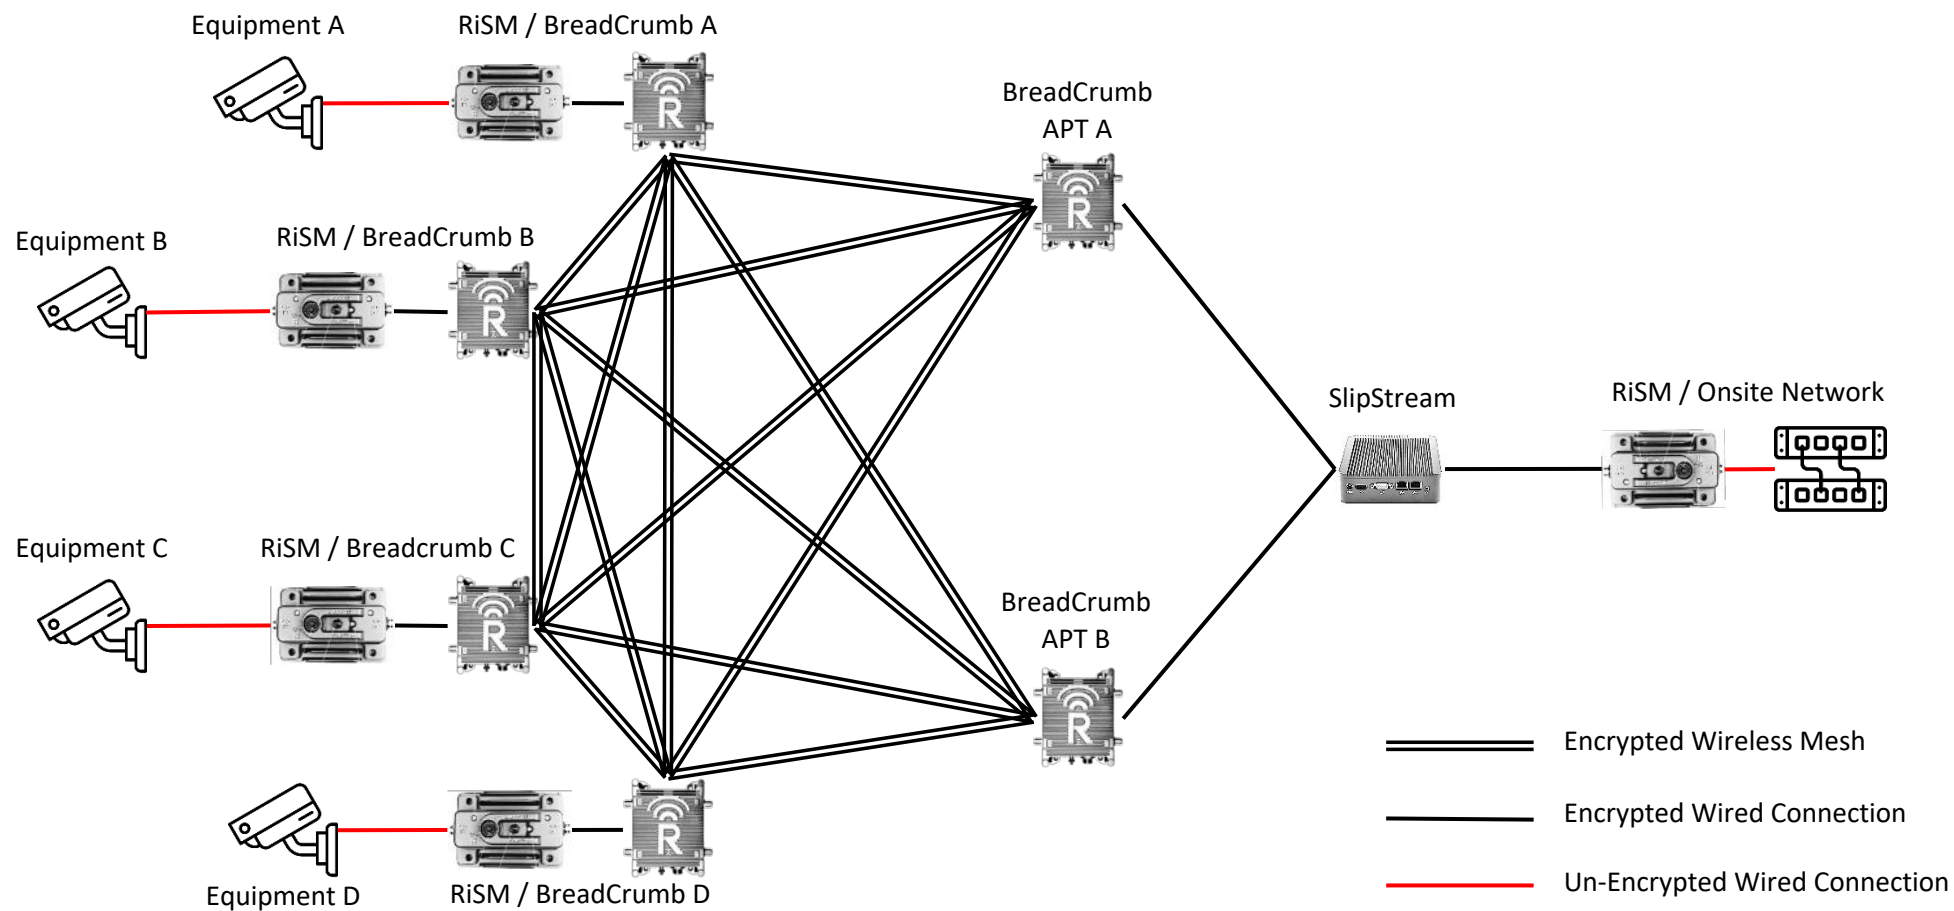 Equipment A
RiSM / BreadCrumb A
BreadCrumb
APT A
R
R
Equipment B
RiSM / BreadCrumb B
R
SlipStream
RiSM / Onsite Network
Equipment C
RiSM / Breadcrumb C
R
BreadCrumb
APT B
R
Encrypted Wireless Mesh
Encrypted Wired Connection
R
Un-Encrypted Wired Connection
Equipment D
RiSM / BreadCrumb D